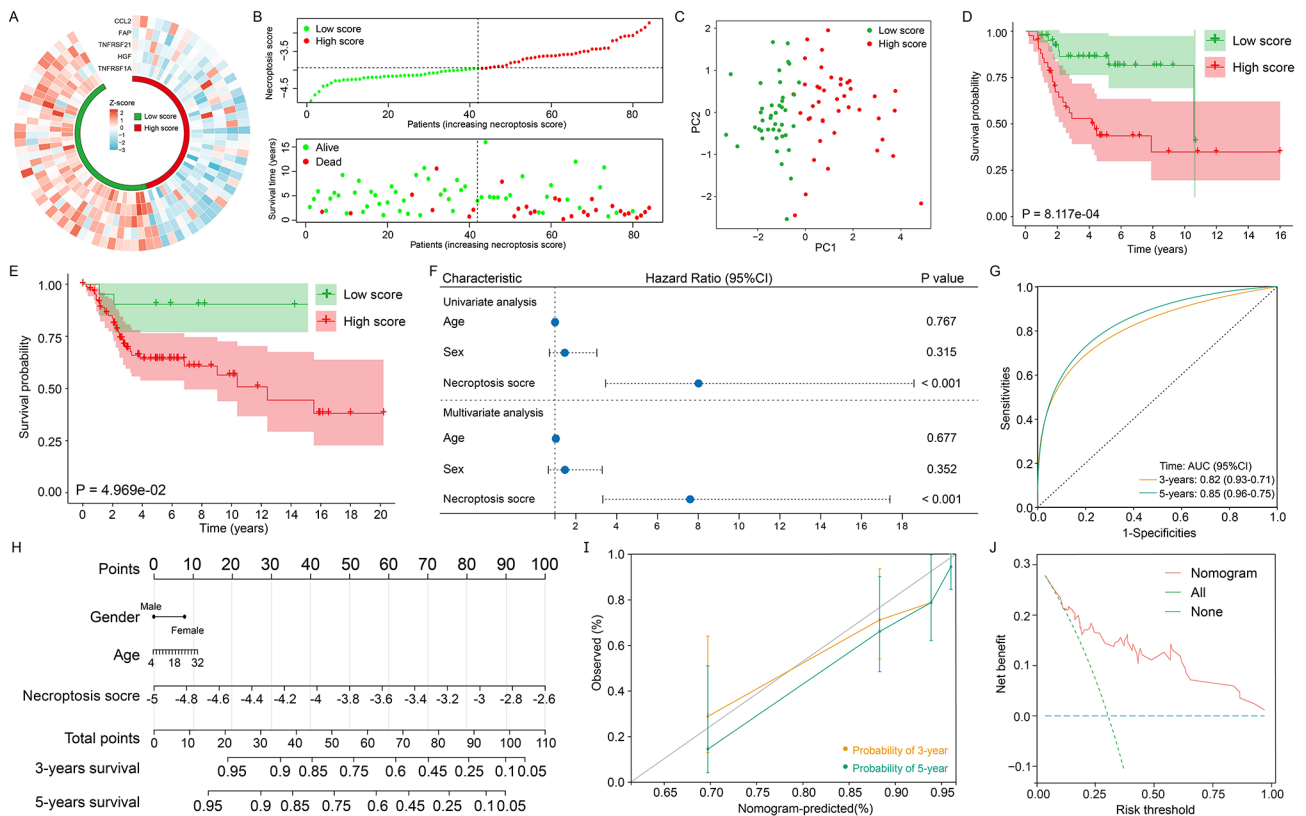 A
CCL2
FAP
TNFRSF21
HGF
TNFRSF1A
Z-score
2
1
0
−1
−2
−3
Low score
High score
B
Low score
High score
Necroptosis score
−3.5
−4.5
0 20 40 60 80
Patients (increasing necroptosis score)
Alive
Dead
Survival time (years)
15
10
5
0
0 20 40 60 80
Patients (increasing necroptosis score)
C
Low score
High score
PC2
2
1
0
−1
−2
−2 −1 0 1 2 3 4 5
PC1
D
Low score
High score
Survival probability
1.00
0.75
0.50
0.25
0.00
P = 8.117e-04
0 2 4 6 8 10 12 14 16
Time (years)
E
Low score
High score
Survival probability
1.00
0.75
0.50
0.25
0.00
P = 4.969e-02
0 2 4 6 8 10 12 14 16 18 20
Time (years)
F
Characteristic Hazard Ratio (95%CI) P value
Univariate analysis
Age 0.767
Sex 0.315
Necroptosis socre < 0.001
Multivariate analysis
Age 0.677
Sex 0.352
Necroptosis socre < 0.001
2 4 6 8 10 12 14 16 18
G
Sensitivities
1.0
0.8
0.6
0.4
0.2
0.0
Time: AUC (95%CI)
3-years: 0.82 (0.93-0.71)
5-years: 0.85 (0.96-0.75)
0.0 0.2 0.4 0.6 0.8 1.0
1-Specificities
H
Points 0 10 20 30 40 50 60 70 80 90 100
Gender
Male
Female
Age
4 18 32
Necroptosis socre
-5 -4.8 -4.6 -4.4 -4.2 -4 -3.8 -3.6 -3.4 -3.2 -3 -2.8 -2.6
Total points
0 10 20 30 40 50 60 70 80 90 100 110
3-years survival
0.95 0.9 0.85 0.75 0.6 0.45 0.25 0.1 0.05
5-years survival
0.95 0.9 0.85 0.75 0.6 0.45 0.25 0.1 0.05
I
Observed (%)
1.0
0.8
0.6
0.4
0.2
0.0
Probability of 3-year
Probability of 5-year
0.65 0.70 0.75 0.80 0.85 0.90 0.95
Nomogram-predicted(%)
J
Nomogram
All
None
Net benefit
0.3
0.2
0.1
0.0
−0.1
0.00 0.25 0.50 0.75 1.00
Risk threshold